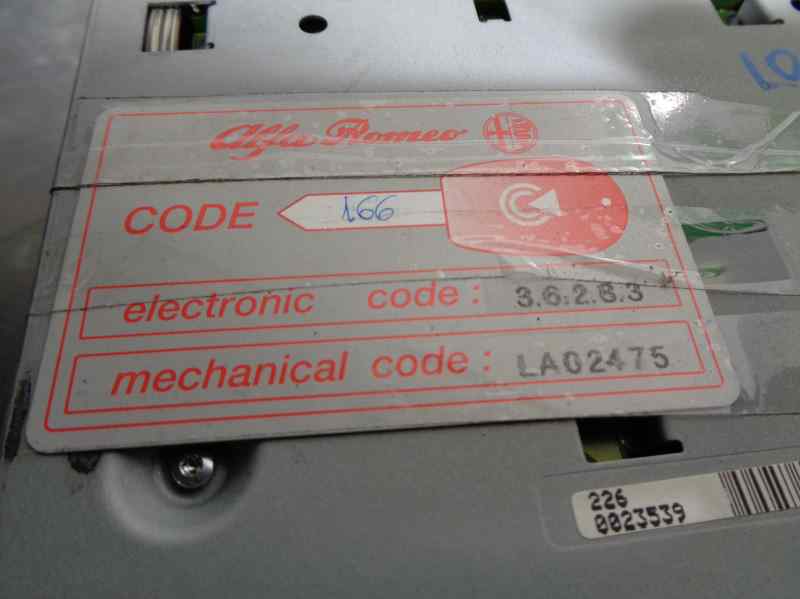 Alfa Romeo
CODE 166
electronic code: 3.6.2.8.3
mechanical code: LA02475
226
0023539